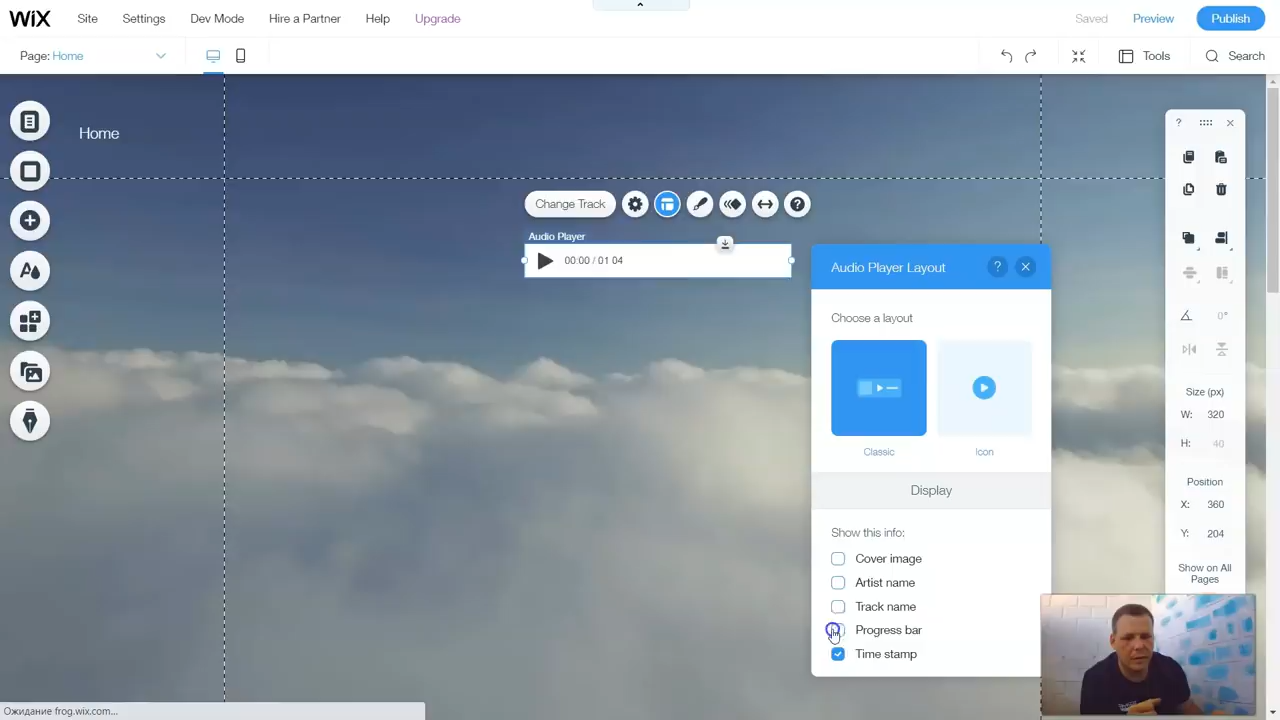 WiX
Site
Settings
Dev Mode
Hire a Partner
Help
Upgrade
Saved
Preview
Publish
Page: Home
Tools
Search
Home
Change Track
?
Audio Player
00:00 / 01 04
Audio Player Layout
?
Choose a layout
Classic
Icon
Display
Show this info:
Cover image
Artist name
Track name
Progress bar
Time stamp
?
0°
Size (px)
W: 320
H: 40
Position
X: 360
Y: 204
Show on All
Pages
Ожидание frog.wix.com...